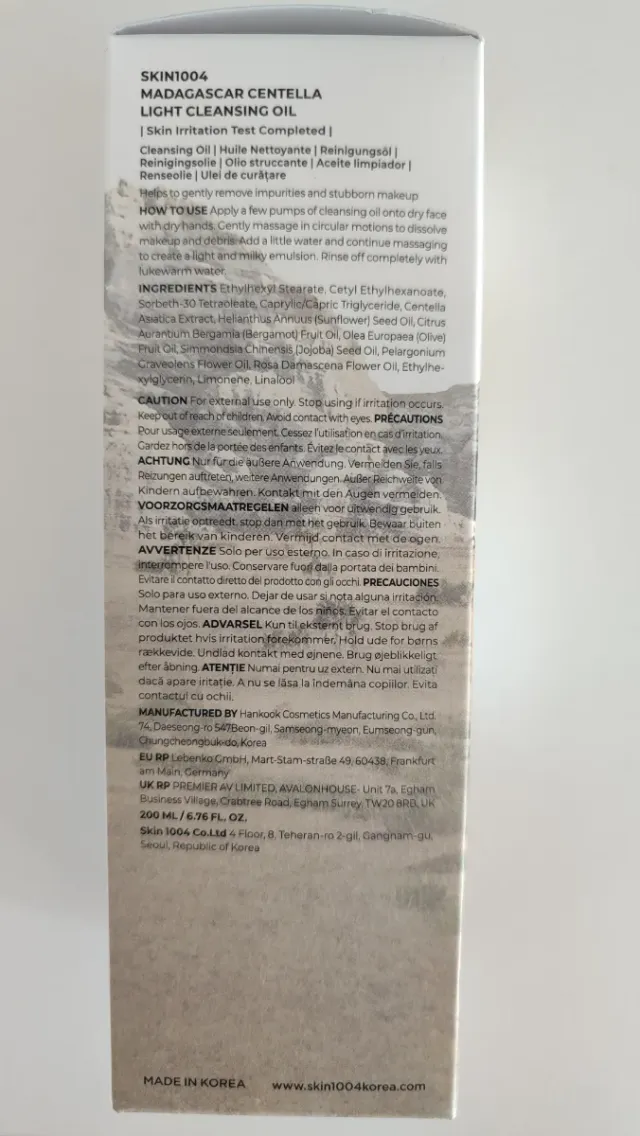 SKIN1004
MADAGASCAR CENTELLA
LIGHT CLEANSING OIL
| Skin Irritation Test Completed |
Cleansing Oil | Huile Nettoyante | Reinigungsöl |
Reinigingsolie | Olio struccante | Aceite limpiador |
Renseolie | Ulei de curățare
Helps to gently remove impurities and stubborn makeup
HOW TO USE Apply a few pumps of cleansing oil onto dry face
with dry hands. Gently massage in circular motions to dissolve
makeup and debris. Add a little water and continue massaging
to create a light and milky emulsion. Rinse off completely with
lukewarm water.
INGREDIENTS Ethylhexyl Stearate, Cetyl Ethylhexanoate,
Sorbeth-30 Tetraoleate, Caprylic/Capric Triglyceride, Centella
Asiatica Extract, Helianthus Annuus (Sunflower) Seed Oil, Citrus
Aurantium Bergamia (Bergamot) Fruit Oil, Olea Europaea (Olive)
Fruit Oil, Simmondsia Chinensis (Jojoba) Seed Oil, Pelargonium
Graveolens Flower Oil, Rosa Damascena Flower Oil, Ethylhe-
xylglycerin, Limonene, Linalool
CAUTION For external use only. Stop using if irritation occurs.
Keep out of reach of children. Avoid contact with eyes. PRÉCAUTIONS
Pour usage externe seulement. Cessez l'utilisation en cas d'irritation.
Gardez hors de la portée des enfants. Évitez le contact avec les yeux.
ACHTUNG Nur für die äußere Anwendung. Vermeiden Sie, falls
Reizungen auftreten, weitere Anwendungen. Außer Reichweite von
Kindern aufbewahren. Kontakt mit den Augen vermeiden.
VOORZORGSMAATREGELEN alleen voor uitwendig gebruik.
Als irritatie optreedt, stop dan met het gebruik. Bewaar buiten
het bereik van kinderen. Vermijd contact met de ogen.
AVVERTENZE Solo per uso esterno. In caso di irritazione,
interrompere l'uso. Conservare fuori dalla portata dei bambini.
Evitare il contatto diretto del prodotto con gli occhi. PRECAUCIONES
Solo para uso externo. Dejar de usar si nota alguna irritación.
Mantener fuera del alcance de los niños. Evitar el contacto
con los ojos. ADVARSEL Kun til eksternt brug. Stop brug af
produktet hvis irritation forekommer. Hold ude for børns
rækkevide. Undlad kontakt med øjnene. Brug øjeblikkeligt
efter åbning. ATENȚIE Numai pentru uz extern. Nu mai utilizați
dacă apare iritație. A nu se lăsa la îndemâna copiilor. Evita
contactul cu ochii.
MANUFACTURED BY Hankook Cosmetics Manufacturing Co., Ltd.
74, Daeseong-ro 547Beon-gil, Samseong-myeon, Eumseong-gun,
Chungcheongbuk-do, Korea
EU RP Lebenko GmbH, Mart-Stam-straße 49, 60438, Frankfurt
am Main, Germany
UK RP PREMIER AV LIMITED, AVALONHOUSE- Unit 7a, Egham
Business Village, Crabtree Road, Egham Surrey, TW20 8RB, UK
200 ML / 6.76 FL. OZ.
Skin 1004 Co.Ltd 4 Floor, 8, Teheran-ro 2-gil, Gangnam-gu,
Seoul, Republic of Korea
MADE IN KOREA www.skin1004korea.com